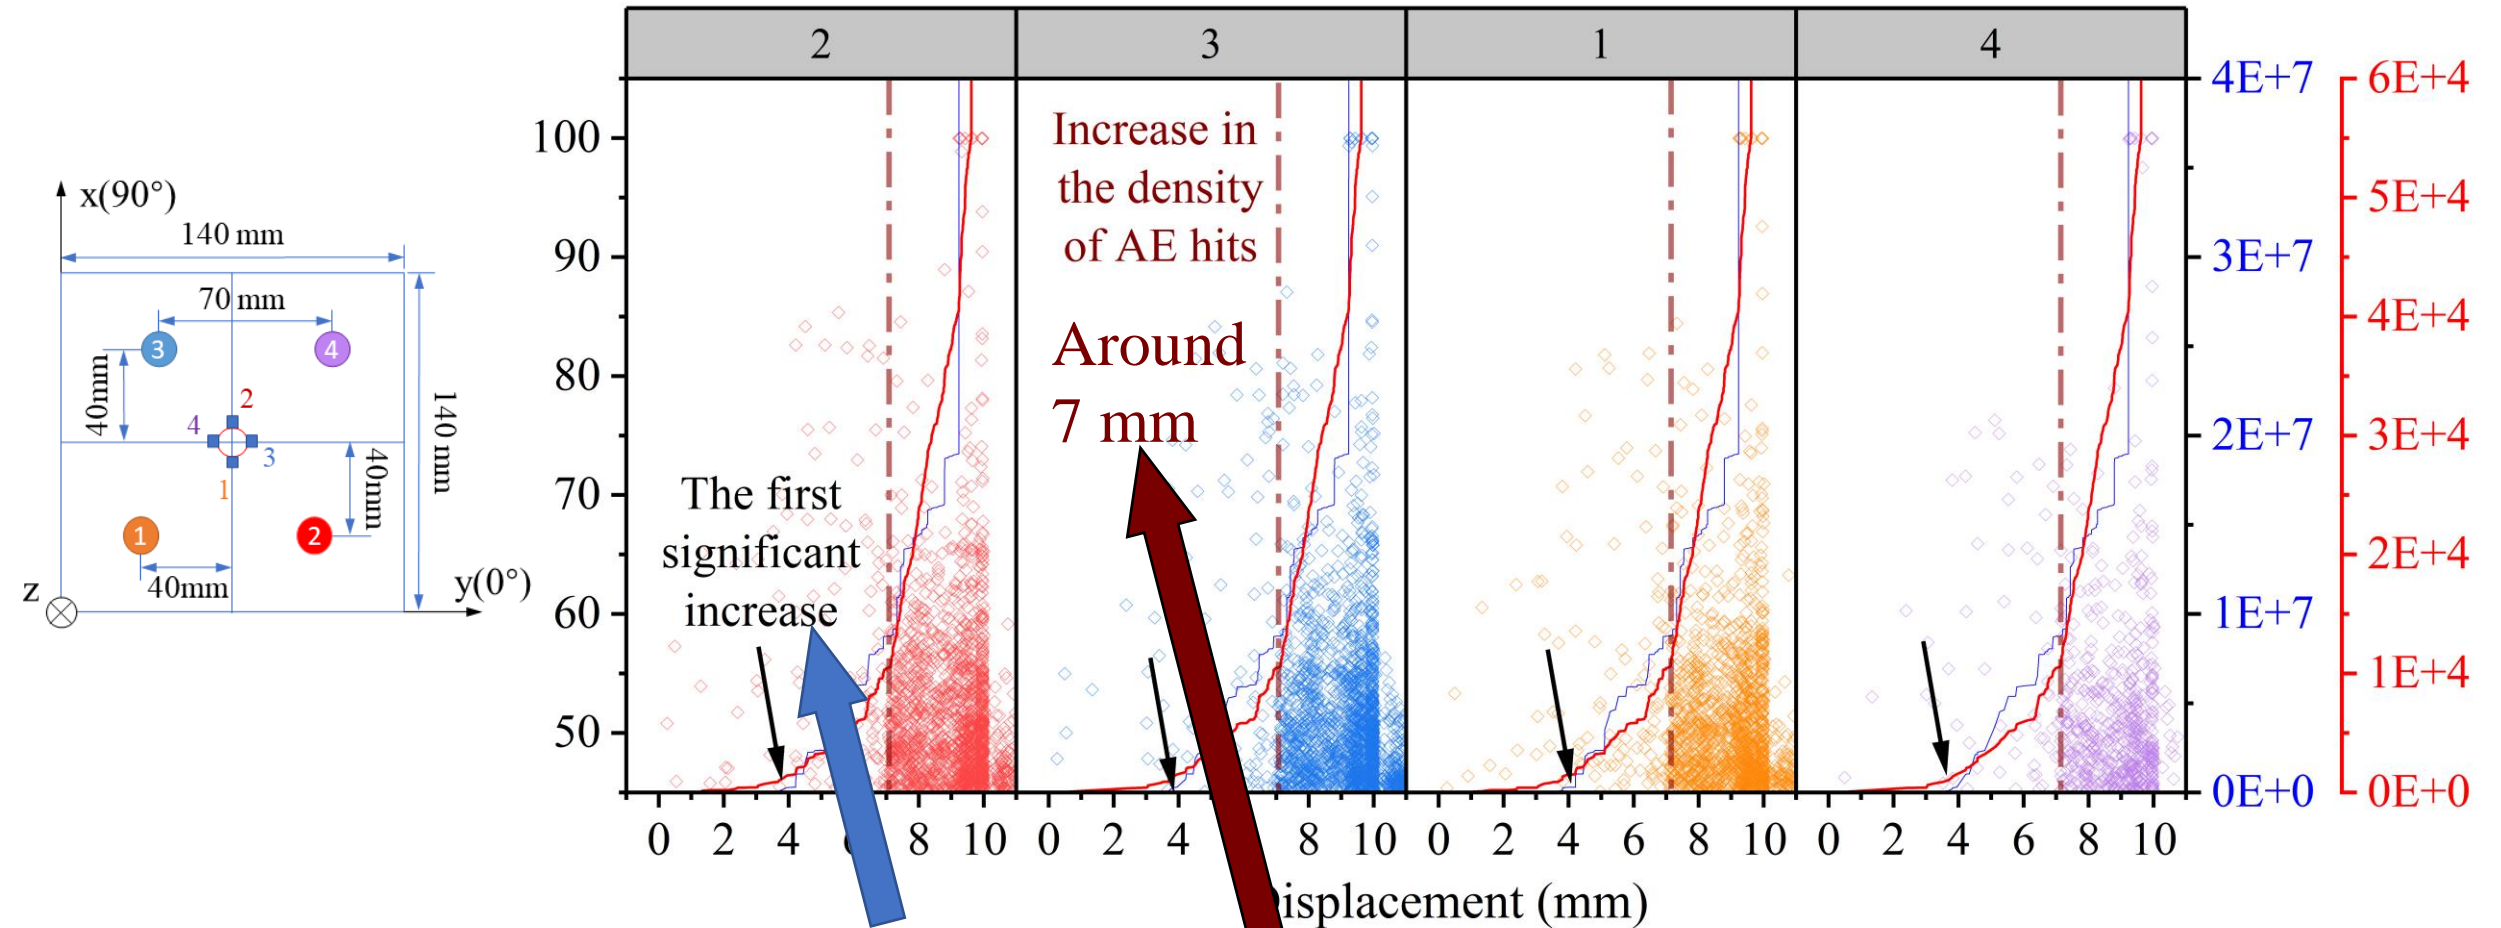 x(90°)
140 mm
70 mm
3
4
40mm
140 mm
2
4
3
1
40mm
1
2
40mm
z
y(0°)
2
3
1
4
100
90
80
70
60
50
Increase in
the density
of AE hits
Around
7 mm
The first
significant
increase
4E+7
3E+7
2E+7
1E+7
0E+0
6E+4
5E+4
4E+4
3E+4
2E+4
1E+4
0E+0
0 2 4 8 10
0 2 4 8 10
0 2 4 6 8 10
0 2 4 6 8 10
isplacement (mm)